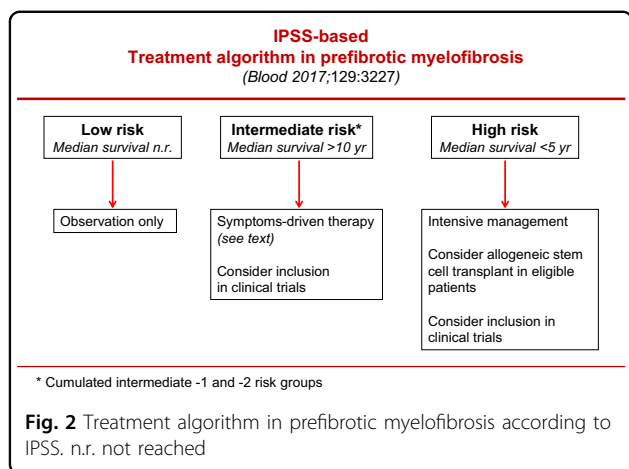 IPSS-based
Treatment algorithm in prefibrotic myelofibrosis
(Blood 2017;129:3227)
Low risk
Median survival n.r.
Intermediate risk*
Median survival >10 yr
High risk
Median survival <5 yr
Observation only
Symptoms-driven therapy
(see text)
Consider inclusion
in clinical trials
Intensive management
Consider allogeneic stem
cell transplant in eligible
patients
Consider inclusion in
clinical trials
* Cumulated intermediate -1 and -2 risk groups
Fig. 2 Treatment algorithm in prefibrotic myelofibrosis according to
IPSS. n.r. not reached